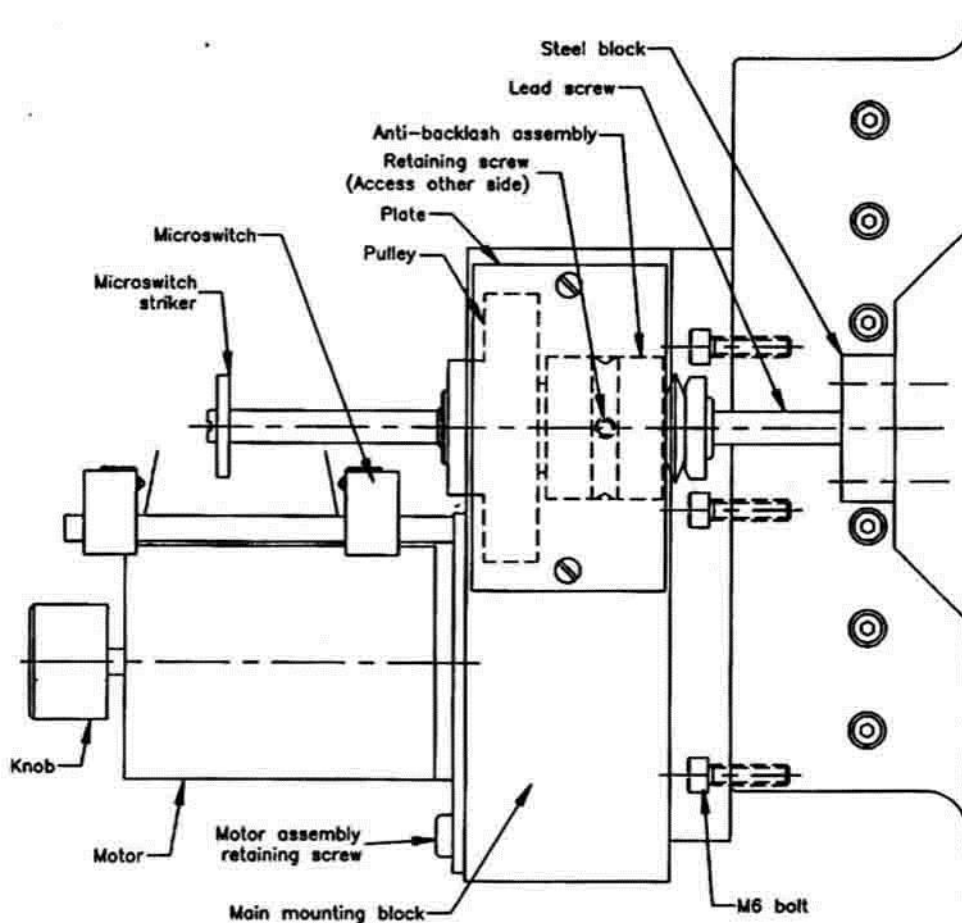 Steel block
Lead screw
Anti-backlash assembly
Retaining screw
(Access other side)
Plate
Microswitch
Pulley
Microswitch
striker
Knob
Motor
Motor assembly
retaining screw
Main mounting block
M6 bolt